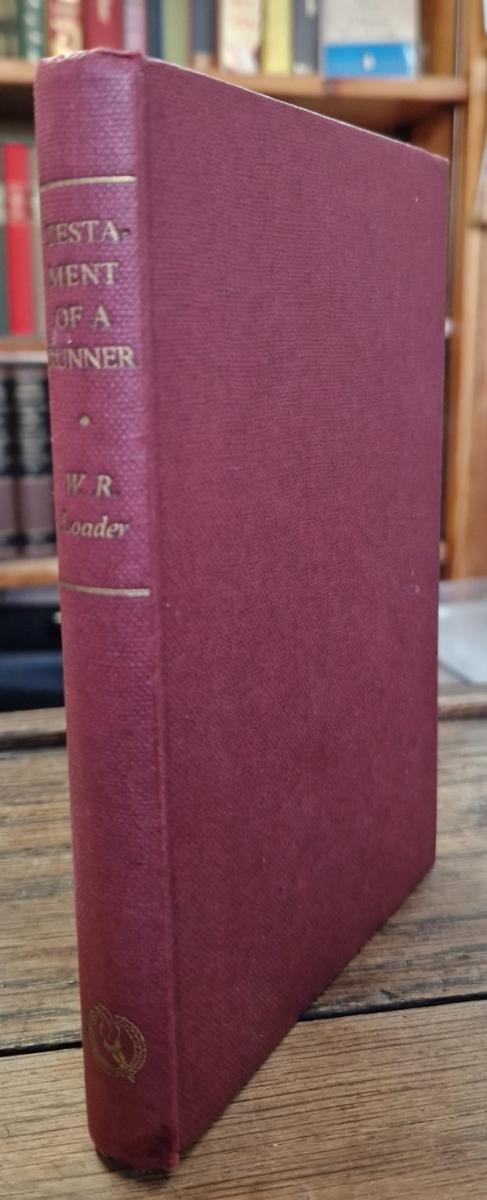 TESTA-
MENT
OF A
RUNNER
W. R.
Loader